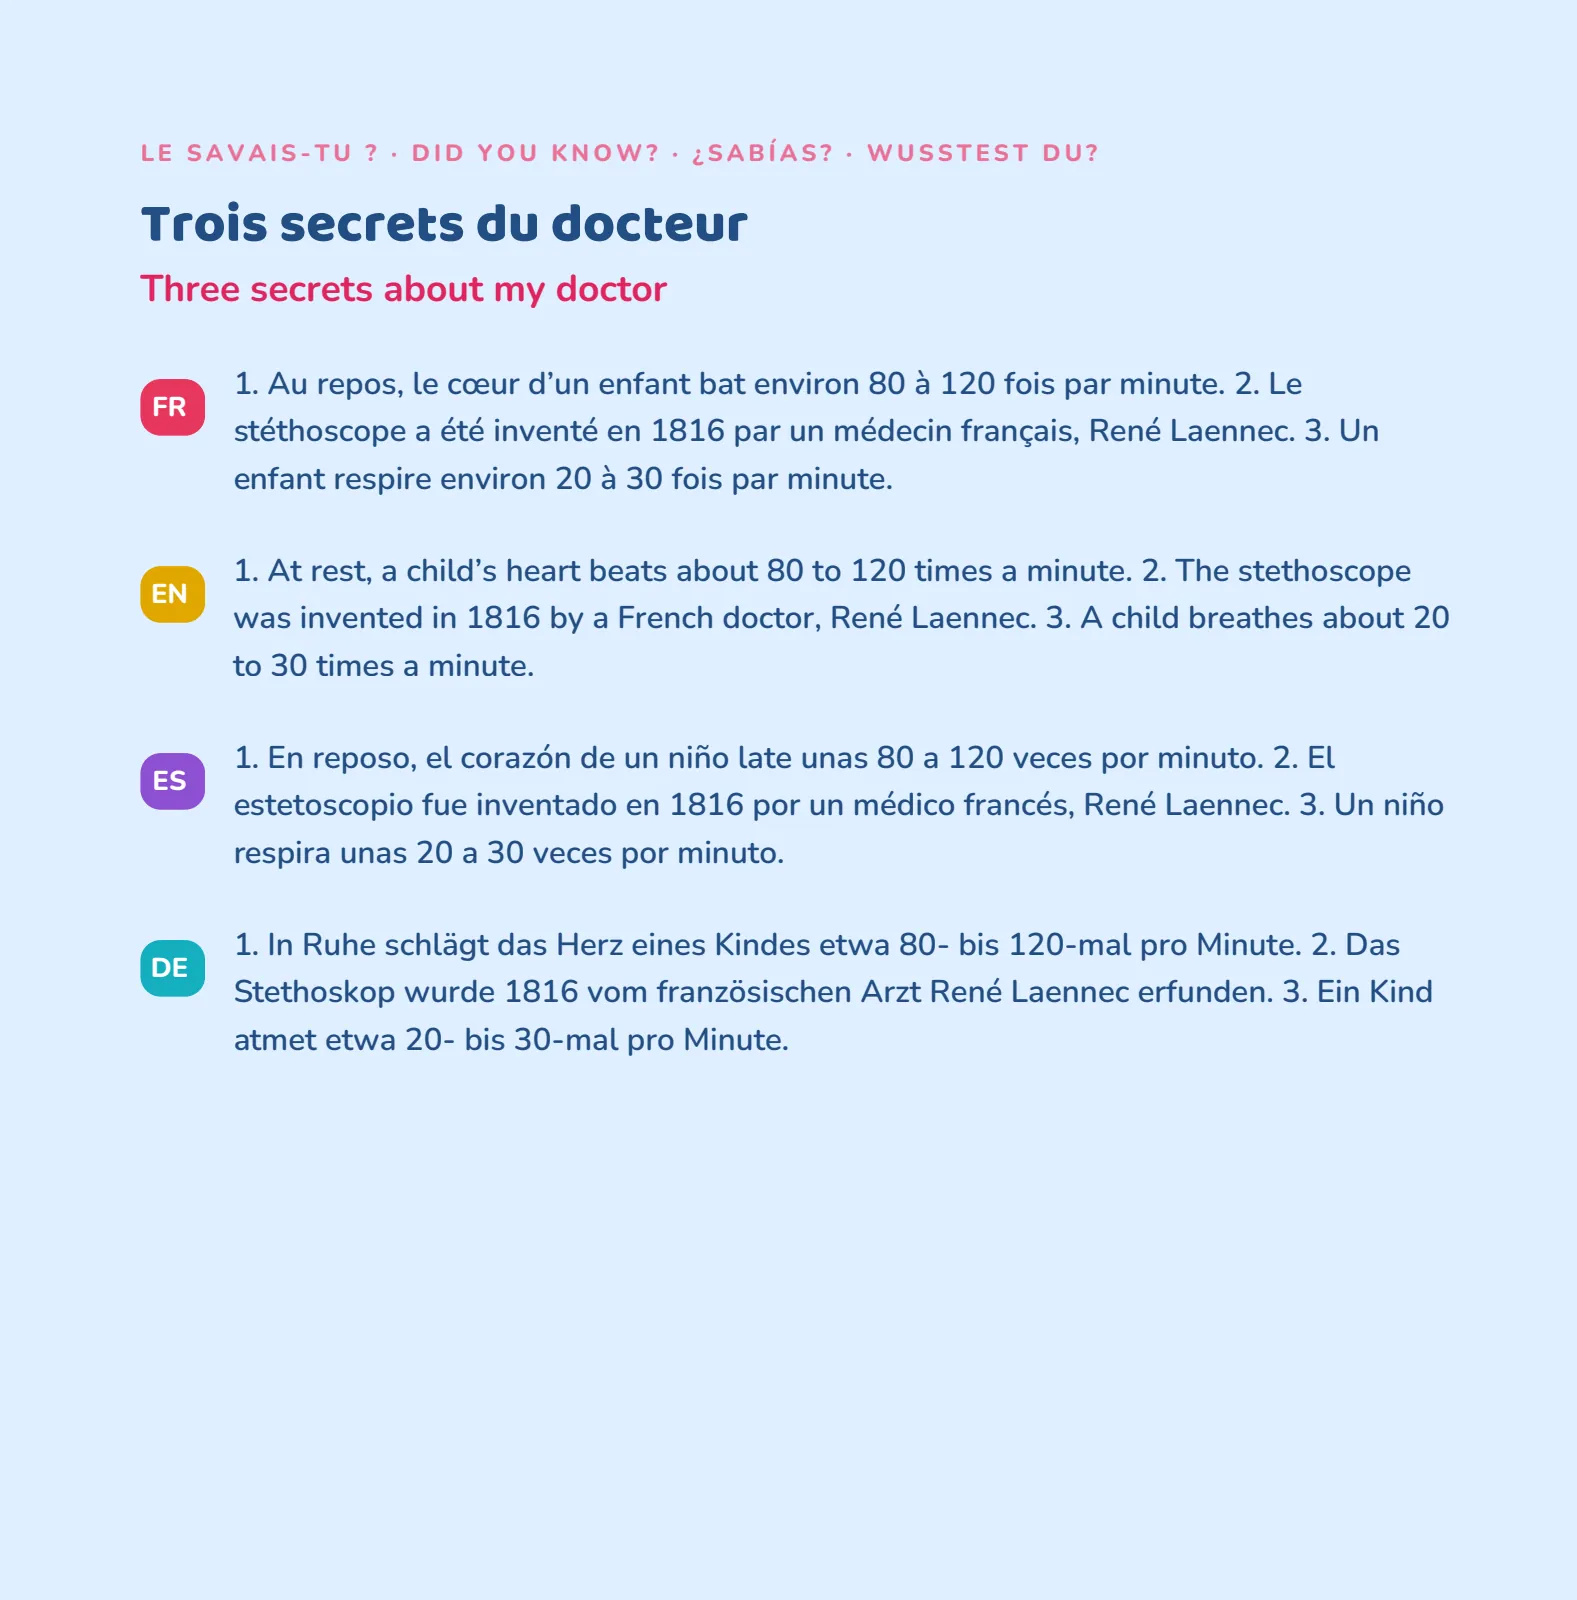 LE SAVAIS-TU ? · DID YOU KNOW? · ¿SABÍAS? · WUSSTEST DU?
Trois secrets du docteur
Three secrets about my doctor
FR
1. Au repos, le cœur d’un enfant bat environ 80 à 120 fois par minute. 2. Le
stéthoscope a été inventé en 1816 par un médecin français, René Laennec. 3. Un
enfant respire environ 20 à 30 fois par minute.
EN
1. At rest, a child’s heart beats about 80 to 120 times a minute. 2. The stethoscope
was invented in 1816 by a French doctor, René Laennec. 3. A child breathes about 20
to 30 times a minute.
ES
1. En reposo, el corazón de un niño late unas 80 a 120 veces por minuto. 2. El
estetoscopio fue inventado en 1816 por un médico francés, René Laennec. 3. Un niño
respira unas 20 a 30 veces por minuto.
DE
1. In Ruhe schlägt das Herz eines Kindes etwa 80- bis 120-mal pro Minute. 2. Das
Stethoskop wurde 1816 vom französischen Arzt René Laennec erfunden. 3. Ein Kind
atmet etwa 20- bis 30-mal pro Minute.